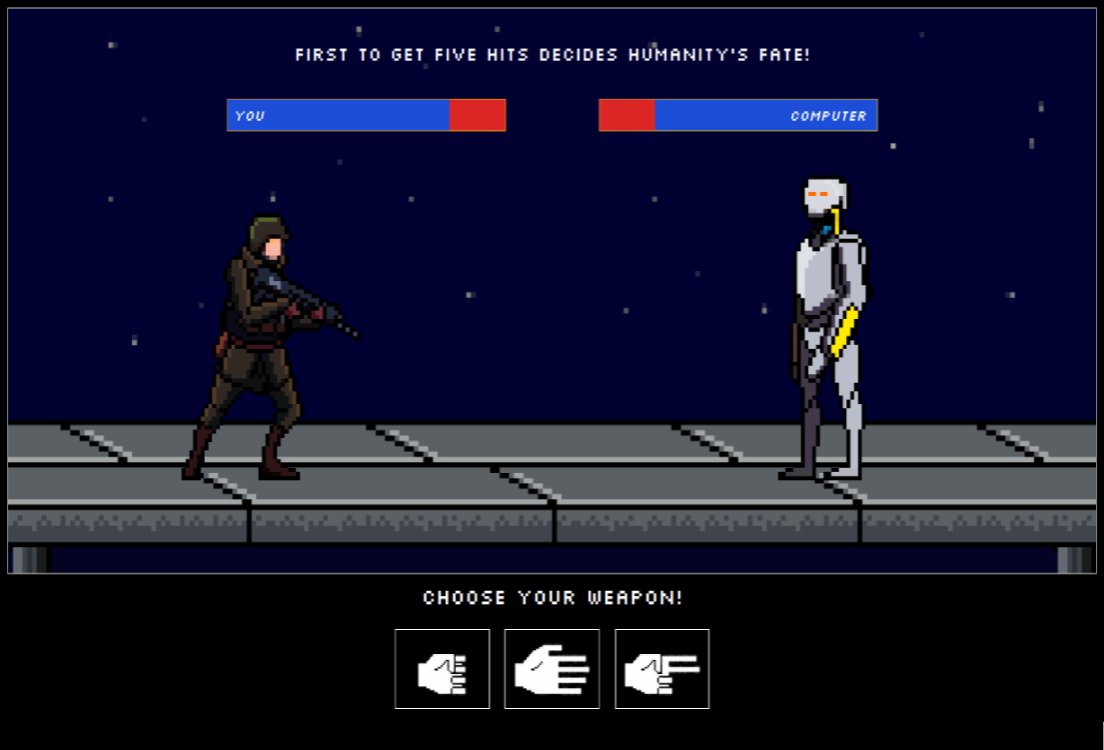 FIRST TO GET FIVE HITS DECIDES HUMANITY'S FATE!
YOU
COMPUTER
CHOOSE YOUR WEAPON!